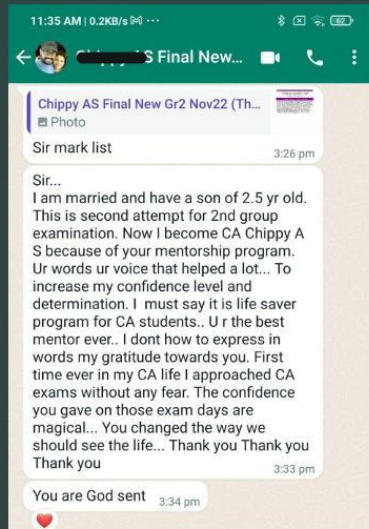 11:35 AM | 0.2KB/s ...
62
S Final New...
Chippy AS Final New Gr2 Nov22 (Th...
Photo
Sir mark list
3:26 pm
Sir...
I am married and have a son of 2.5 yr old.
This is second attempt for 2nd group
examination. Now I become CA Chippy A
S because of your mentorship program.
Ur words ur voice that helped a lot... To
increase my confidence level and
determination. I must say it is life saver
program for CA students.. U r the best
mentor ever.. I dont how to express in
words my gratitude towards you. First
time ever in my CA life I approached CA
exams without any fear. The confidence
you gave on those exam days are
magical... You changed the way we
should see the life... Thank you Thank you
Thank you
3:33 pm
You are God sent
3:34 pm